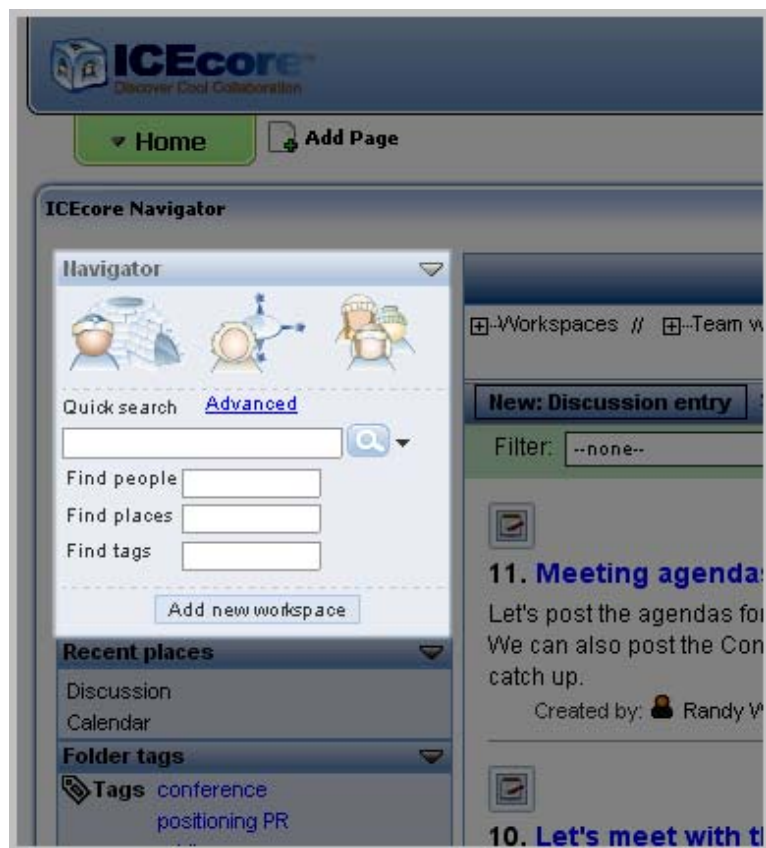 ICEcore
Discover Cool Collaboration
Home
Add Page
ICEcore Navigator
Navigator
Quick search Advanced
Find people
Find places
Find tags
Add new workspace
Recent places
Discussion
Calendar
Folder tags
Tags conference
positioning PR
Workspaces // Team w
New: Discussion entry
Filter: --none--
11. Meeting agendas
Let's post the agendas for
We can also post the Con
catch up.
Created by: Randy W
10. Let's meet with t